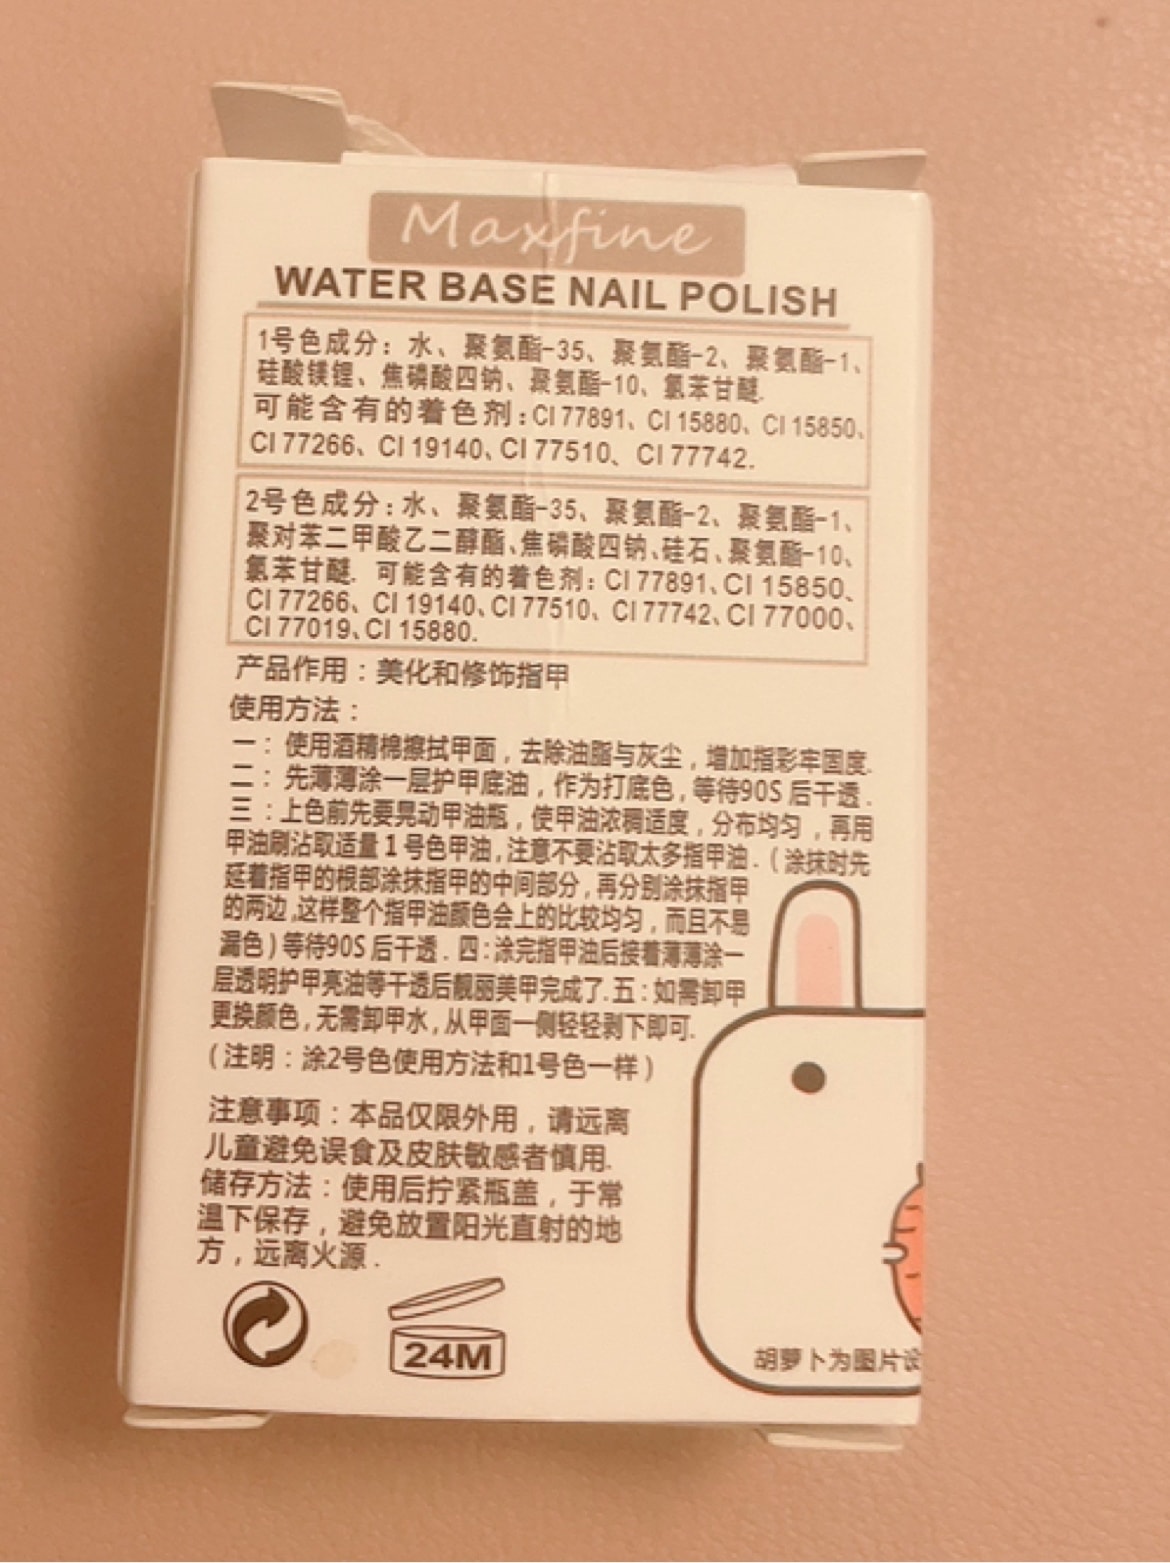 Maxfine
WATER BASE NAIL POLISH
1号色成分：水、聚氨酯-35、聚氨酯-2、聚氨酯-1、
硅酸镁锂、焦磷酸四钠、聚氨酯-10、氯苯甘醚.
可能含有的着色剂：CI 77891、CI 15880、CI 15850、
CI 77266、CI 19140、CI 77510、CI 77742.
2号色成分：水、聚氨酯-35、聚氨酯-2、聚氨酯-1、
聚对苯二甲酸乙二醇酯、焦磷酸四钠、硅石、聚氨酯-10、
氯苯甘醚. 可能含有的着色剂：CI 77891、CI 15850、
CI 77266、CI 19140、CI 77510、CI 77742、CI 77000、
CI 77019、CI 15880.
产品作用：美化和修饰指甲
使用方法：
一：使用酒精棉擦拭甲面，去除油脂与灰尘，增加指彩牢固度.
二：先薄薄涂一层护甲底油，作为打底色，等待90S 后干透.
三：上色前先要晃动甲油瓶，使甲油浓稠适度，分布均匀，再用
甲油刷沾取适量 1 号色甲油，注意不要沾取太多指甲油.（涂抹时先
延着指甲的根部涂抹指甲的中间部分，再分别涂抹指甲
的两边，这样整个指甲油颜色会上的比较均匀，而且不易
漏色）等待90S 后干透. 四：涂完指甲油后接着薄薄涂一
层透明护甲亮油等干透后靓丽美甲完成了.五：如需卸甲
更换颜色，无需卸甲水，从甲面一侧轻轻剥下即可.
（注明：涂2号色使用方法和1号色一样）
注意事项：本品仅限外用，请远离
儿童避免误食及皮肤敏感者慎用.
储存方法：使用后拧紧瓶盖，于常
温下保存，避免放置阳光直射的地
方，远离火源.
24M
胡萝卜为图片设